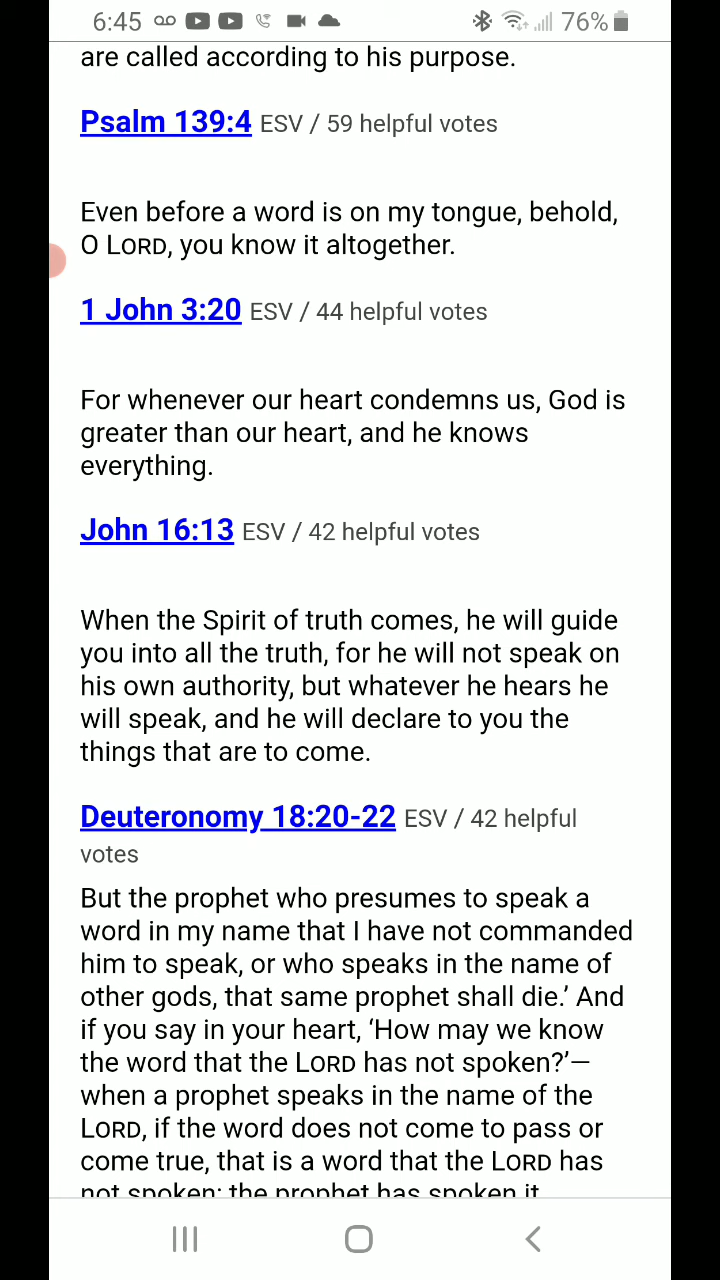 6:45 76%
are called according to his purpose.
Psalm 139:4 ESV / 59 helpful votes
Even before a word is on my tongue, behold,
O LORD, you know it altogether.
1 John 3:20 ESV / 44 helpful votes
For whenever our heart condemns us, God is
greater than our heart, and he knows
everything.
John 16:13 ESV / 42 helpful votes
When the Spirit of truth comes, he will guide
you into all the truth, for he will not speak on
his own authority, but whatever he hears he
will speak, and he will declare to you the
things that are to come.
Deuteronomy 18:20-22 ESV / 42 helpful
votes
But the prophet who presumes to speak a
word in my name that I have not commanded
him to speak, or who speaks in the name of
other gods, that same prophet shall die.’ And
if you say in your heart, ‘How may we know
the word that the LORD has not spoken?’—
when a prophet speaks in the name of the
LORD, if the word does not come to pass or
come true, that is a word that the LORD has
not spoken; the prophet has spoken it